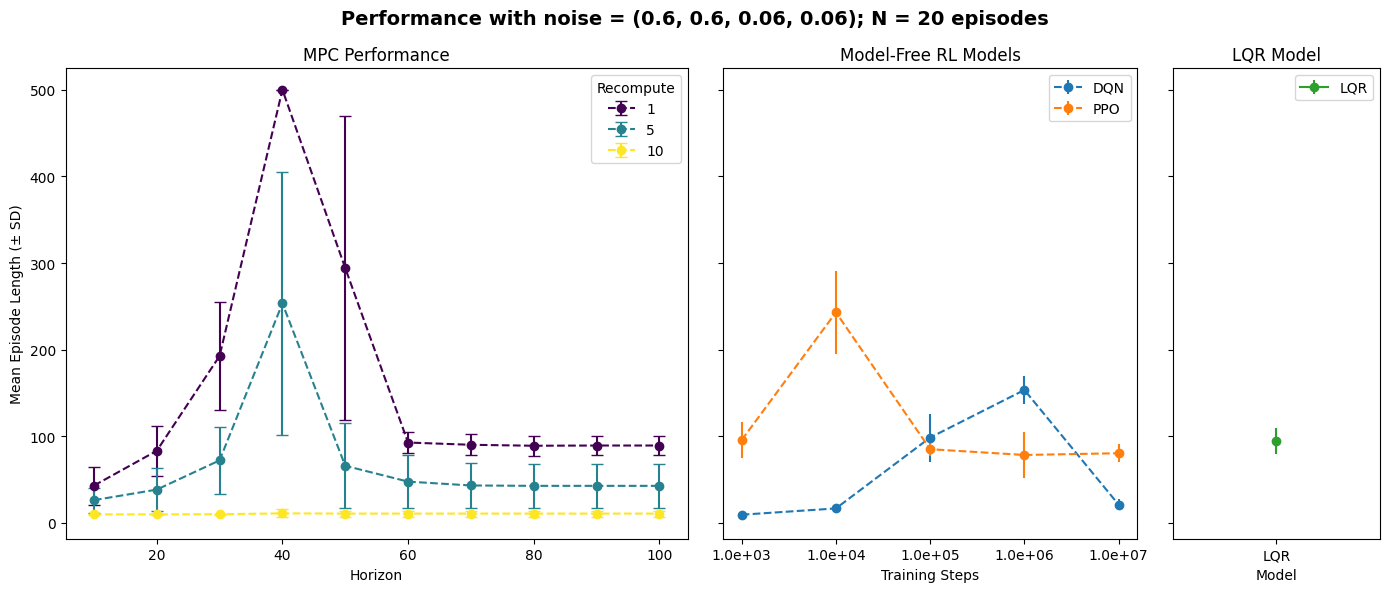 Performance with noise = (0.6, 0.6, 0.06, 0.06); N = 20 episodes
MPC Performance
Mean Episode Length (± SD)
500
400
300
200
100
0
Recompute
1
5
10
20
40
60
80
100
Horizon
Model-Free RL Models
DQN
PPO
1.0e+03
1.0e+04
1.0e+05
1.0e+06
1.0e+07
Training Steps
LQR Model
LQR
LQR
Model